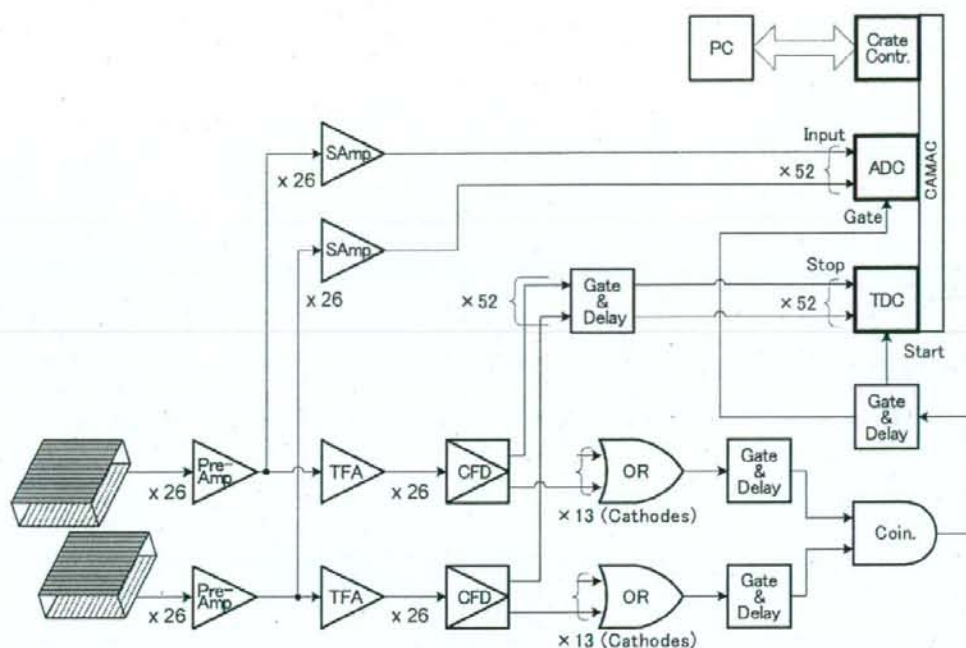 PC
Crate
Contr.
CAMAC
SAmp
× 26
Input
× 52
ADC
Gate
SAmp
× 26
× 52
Gate
&
Delay
Stop
× 52
TDC
Start
Gate
&
Delay
× 26
Pre-
Amp
TFA
× 26
CFD
OR
× 13 (Cathodes)
Gate
&
Delay
Coin.
× 26
Pre-
Amp
TFA
× 26
CFD
OR
× 13 (Cathodes)
Gate
&
Delay